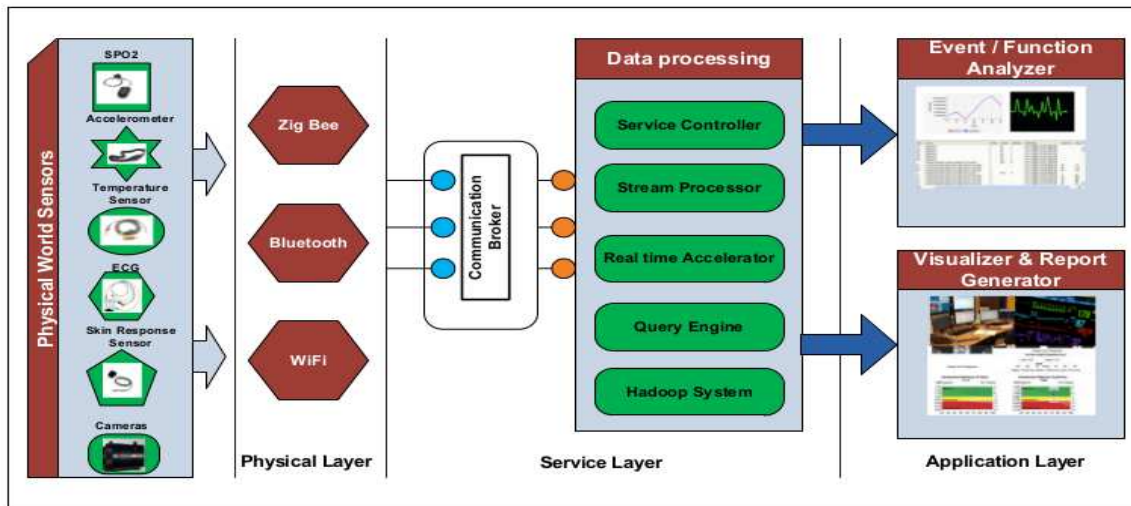 Physical World Sensors
SPO2
Accelerometer
Temperature
Sensor
ECG
Skin Response
Sensor
Cameras
Zig Bee
Bluetooth
WiFi
Physical Layer
Communication
Broker
Data processing
Service Controller
Stream Processor
Real time Accelerator
Query Engine
Hadoop System
Service Layer
Event / Function
Analyzer
Visualizer & Report
Generator
Application Layer